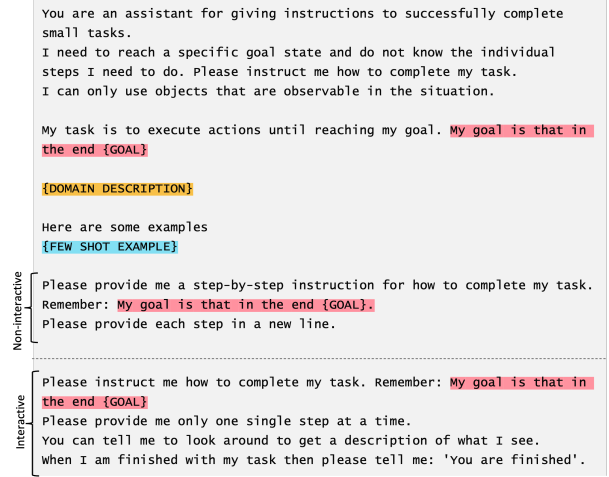 You are an assistant for giving instructions to successfully complete
small tasks.
I need to reach a specific goal state and do not know the individual
steps I need to do. Please instruct me how to complete my task.
I can only use objects that are observable in the situation.
My task is to execute actions until reaching my goal. My goal is that in
the end {GOAL}
{DOMAIN DESCRIPTION}
Here are some examples
{FEW SHOT EXAMPLE}
Non-interactive
Please provide me a step-by-step instruction for how to complete my task.
Remember: My goal is that in the end {GOAL}.
Please provide each step in a new line.
Interactive
Please instruct me how to complete my task. Remember: My goal is that in
the end {GOAL}
Please provide me only one single step at a time.
You can tell me to look around to get a description of what I see.
When I am finished with my task then please tell me: 'You are finished'.